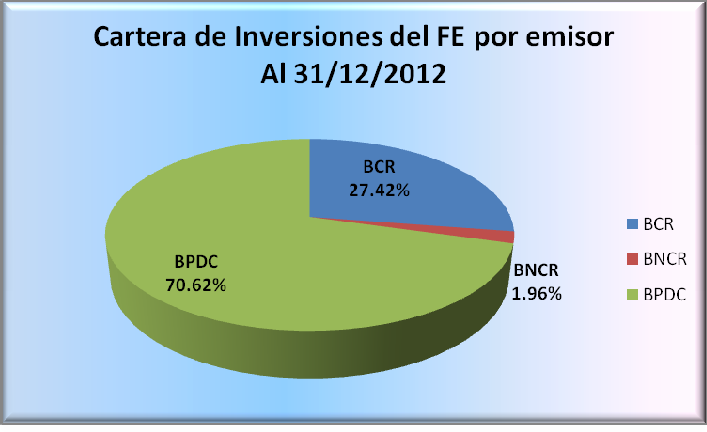 Cartera de Inversiones del FE por emisor
Al 31/12/2012
BCR
27.42%
BPDC
70.62%
BNCR
1.96%
BCR
BNCR
BPDC